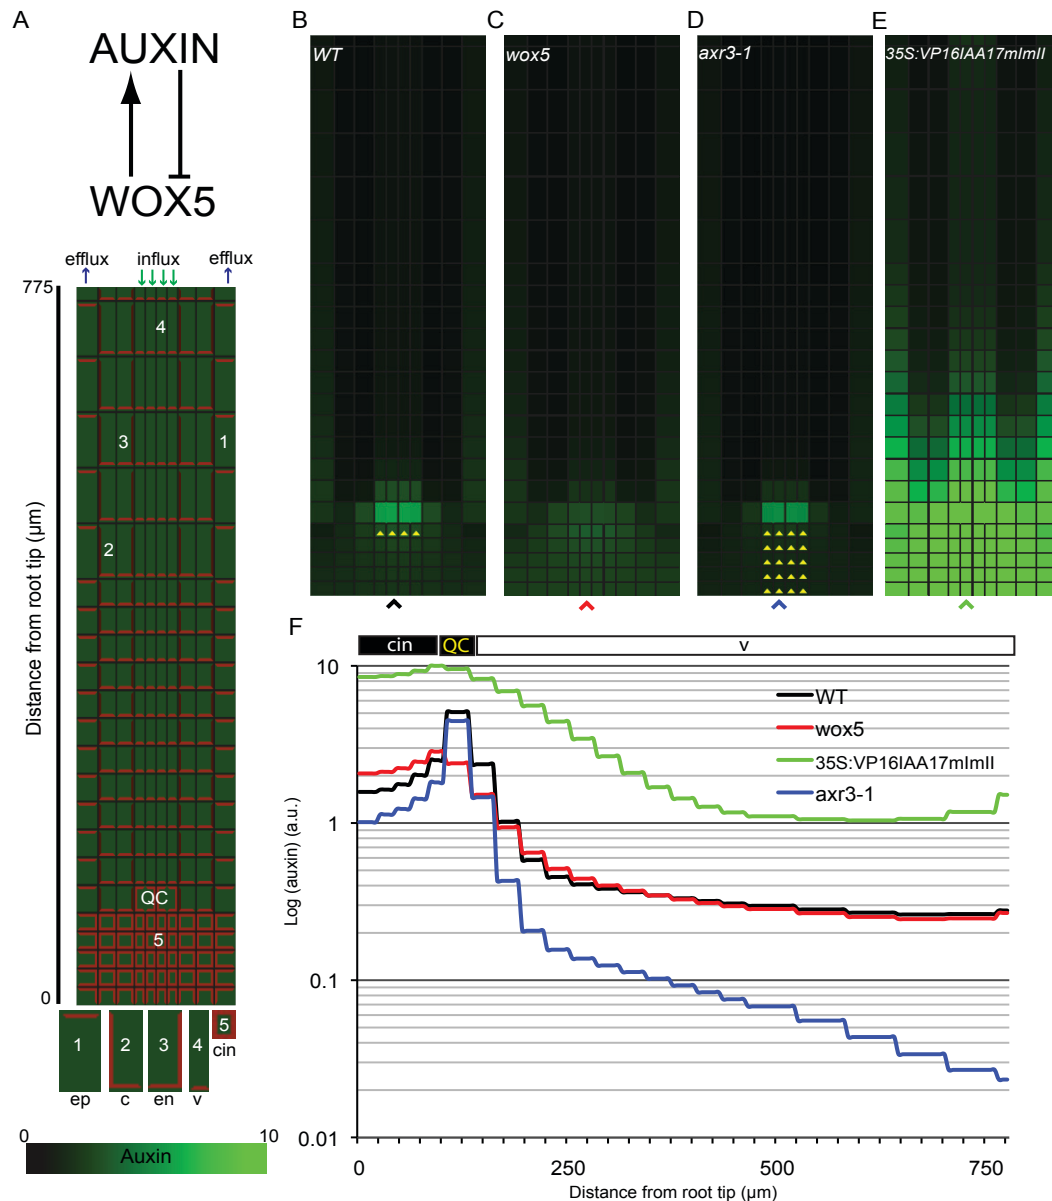 A
AUXIN
WOX5
efflux
influx
efflux
775
Distance from root tip (µm)
0
4
3
1
2
QC
5
1
2
3
4
5
ep
c
en
v
cin
0
10
Auxin
B
WT
C
wox5
D
axr3-1
E
35S:VP16IAA17mImII
F
cin
QC
v
10
1
0.1
0.01
Log (auxin) (a.u.)
WT
wox5
35S:VP16IAA17mImII
axr3-1
0
250
500
750
Distance from root tip (µm)